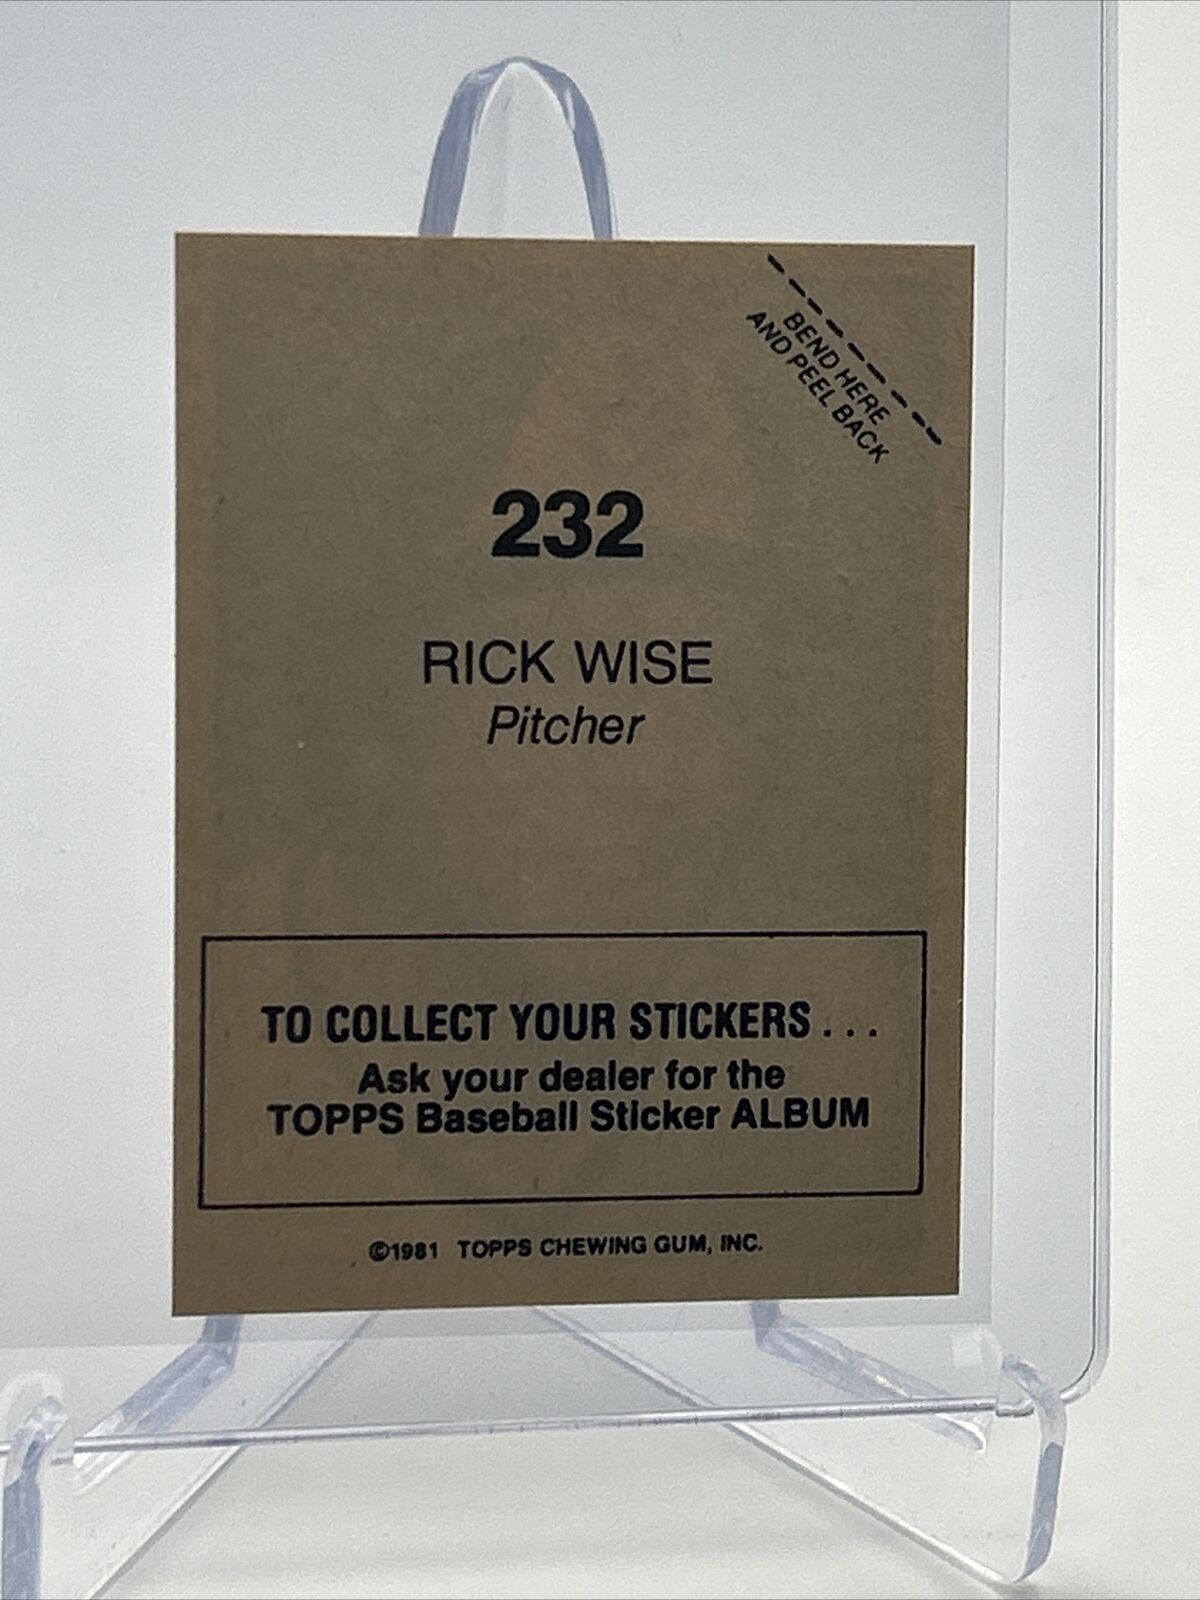 BEND HERE
AND PEEL BACK
232
RICK WISE
Pitcher
TO COLLECT YOUR STICKERS . . .
Ask your dealer for the
TOPPS Baseball Sticker ALBUM
©1981 TOPPS CHEWING GUM, INC.